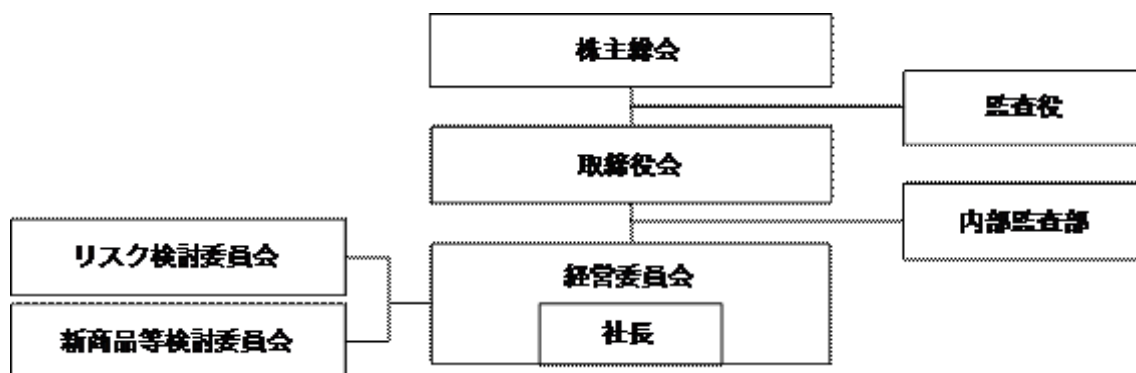 株主総会
監査役
取締役会
内部監査部
リスク検討委員会
経営委員会
新商品等検討委員会
社長